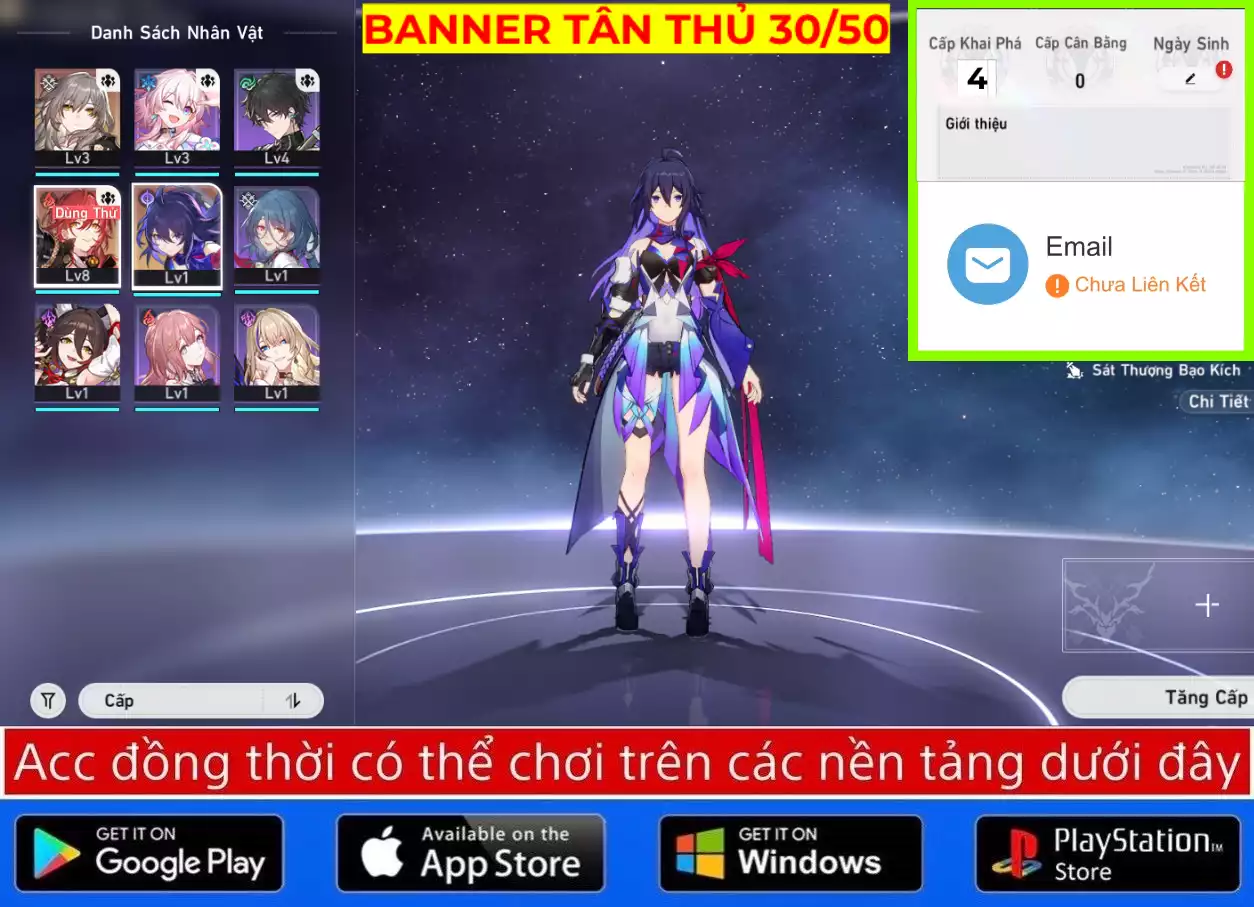 Danh Sách Nhân Vật
BANNER TÂN THỦ 30/50
Cấp Khai Phá
Cấp Cân Bằng
Ngày Sinh
4
0
Giới thiệu
Lv3
Lv3
Lv4
Dùng Thử
Lv8
Lv1
Lv1
Lv1
Lv1
Lv1
Email
Chưa Liên Kết
Sát Thượng Bạo Kích
Chi Tiết
Cấp
Tăng Cấp
Acc đồng thời có thể chơi trên các nền tảng dưới đây
GET IT ON
Google Play
Available on the
App Store
GET IT ON
Windows
PlayStation™
Store